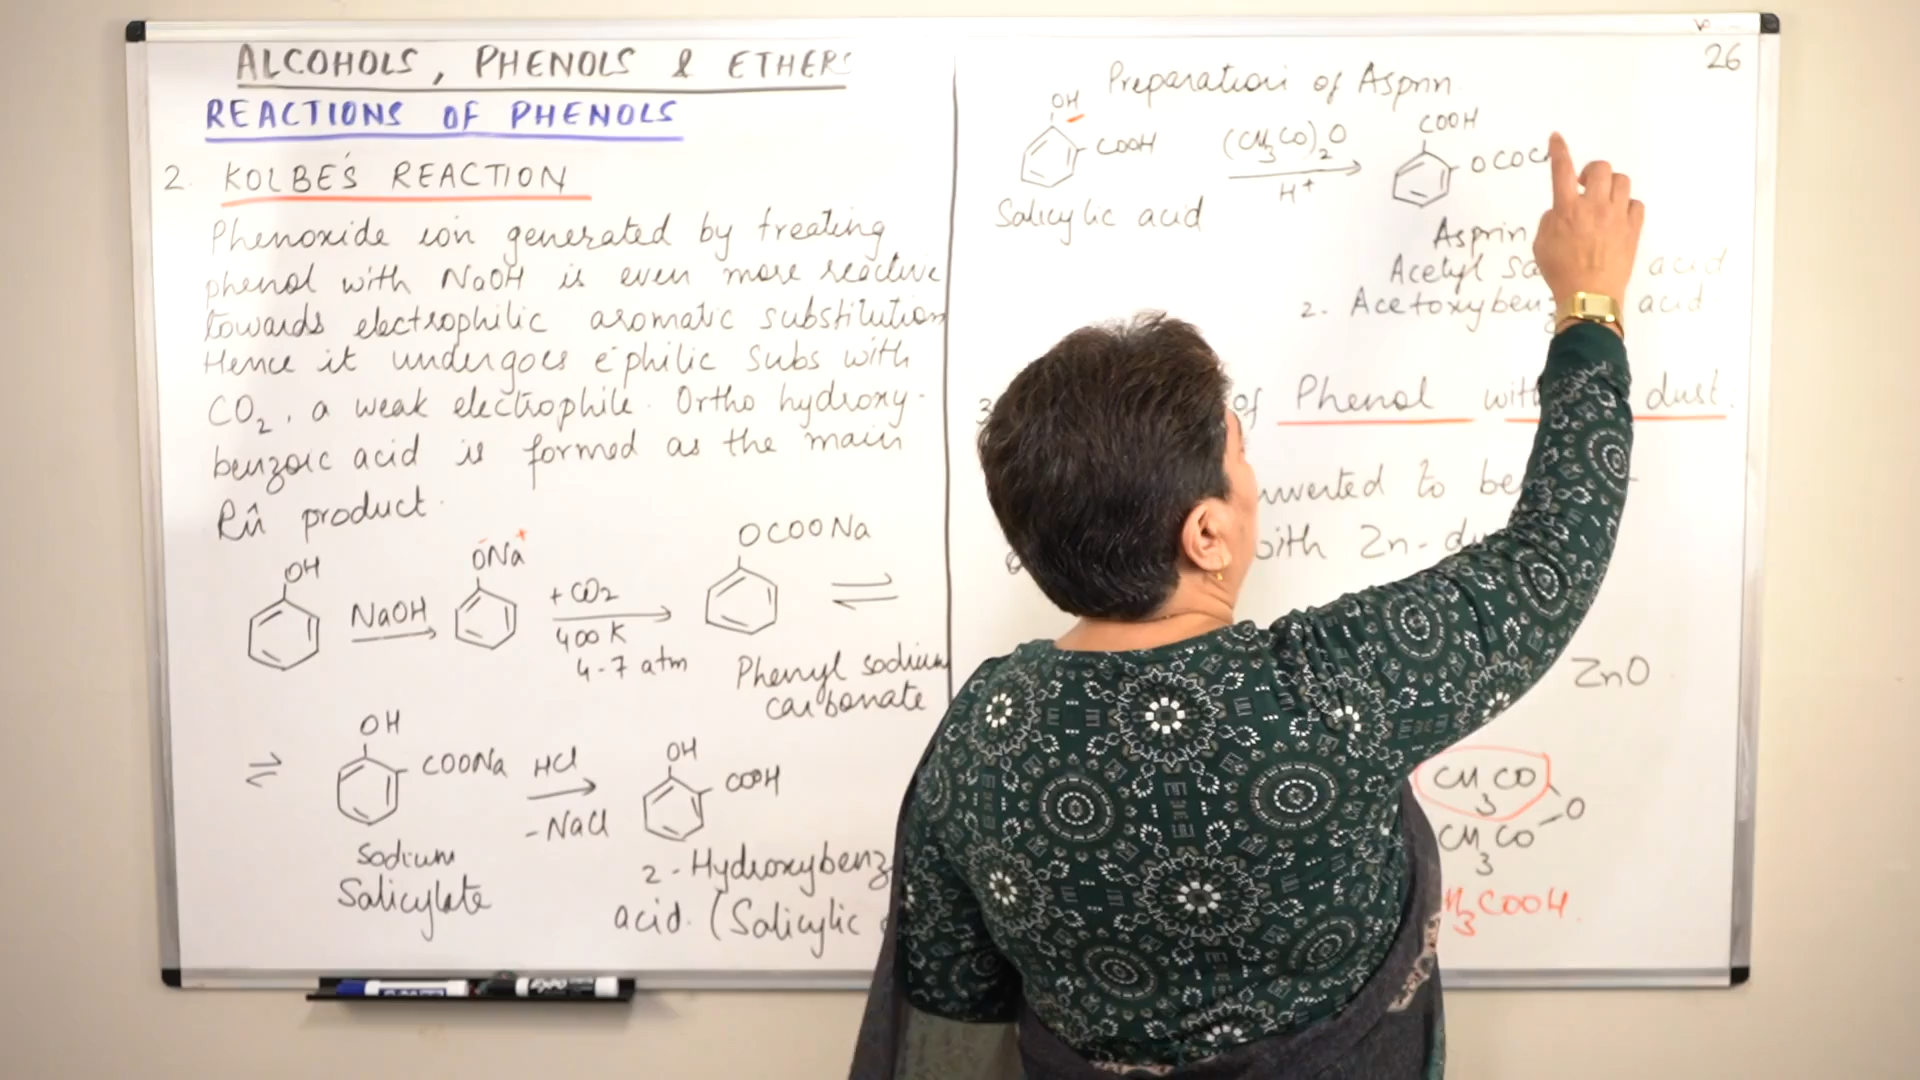 ALCOHOLS, PHENOLS & ETHERS
REACTIONS OF PHENOLS
2. KOLBE'S REACTION
Phenoxide ion generated by treating
phenol with NaOH is even more reactive
towards electrophilic aromatic substitution
Hence it undergoes e⁻philic subs with
CO₂, a weak electrophile. Ortho hydroxy-
benzoic acid is formed as the main
product.
OH
NaOH
ONa
- +
+ CO₂
400 K
4-7 atm
OCOONa
Phenyl sodium
carbonate
OH
COONa
Sodium
Salicylate
HCl
-NaCl
OH
COOH
2-Hydroxybenz
acid. (Salicylic
26
Preparation of Asprin
OH
COOH
Salicylic acid
(CH₃CO)₂O
H⁺
COOH
OCOC
Asprin
Acetyl Sa acid
2. Acetoxybenz acid
3
of Phenol with dust.
nverted to be
with Zn-du
ZnO
CH₃CO
O
CH₃CO
H₃COOH.